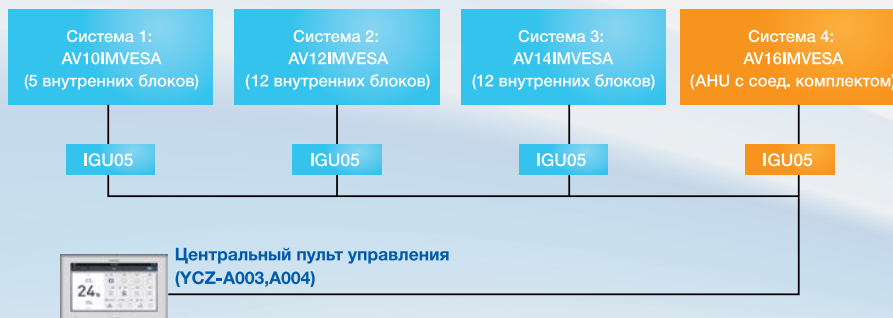 Система 1:
AV10IMVESA
(5 внутренних блоков)
Система 2:
AV12IMVESA
(12 внутренних блоков)
Система 3:
AV14IMVESA
(12 внутренних блоков)
Система 4:
AV16IMVESA
(AHU с соед. комплектом)
IGU05
IGU05
IGU05
IGU05
Центральный пульт управления
(YCZ-A003,A004)
24